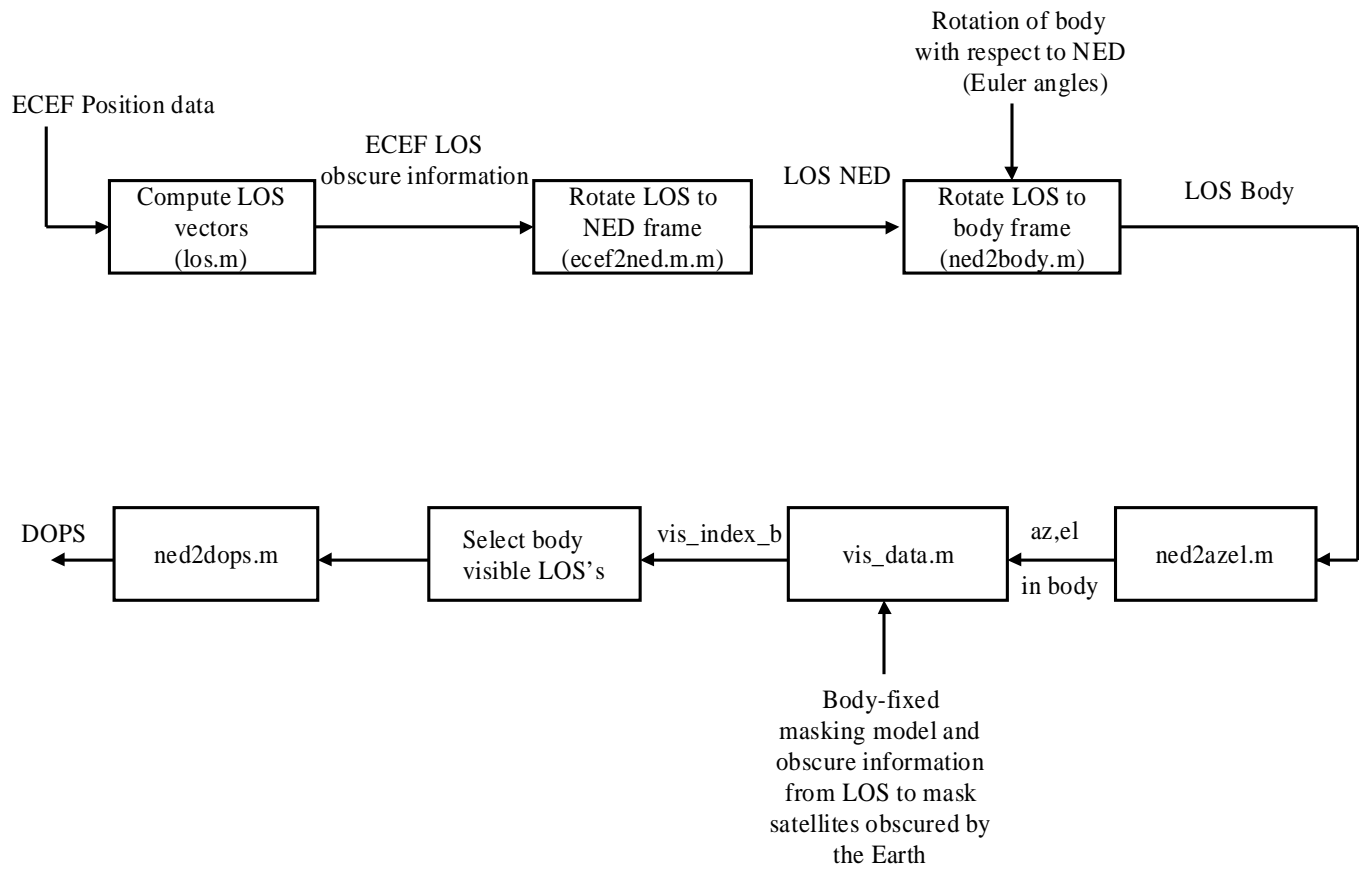 Rotation of body
with respect to NED
(Euler angles)
ECEF Position data
ECEF LOS
obscure information
LOS NED
LOS Body
Compute LOS
vectors
(los.m)
Rotate LOS to
NED frame
(ecef2ned.m.m)
Rotate LOS to
body frame
(ned2body.m)
DOPS
ned2dops.m
Select body
visible LOS’s
vis_index_b
vis_data.m
az,el
in body
ned2azel.m
Body-fixed
masking model and
obscure information
from LOS to mask
satellites obscured by
the Earth